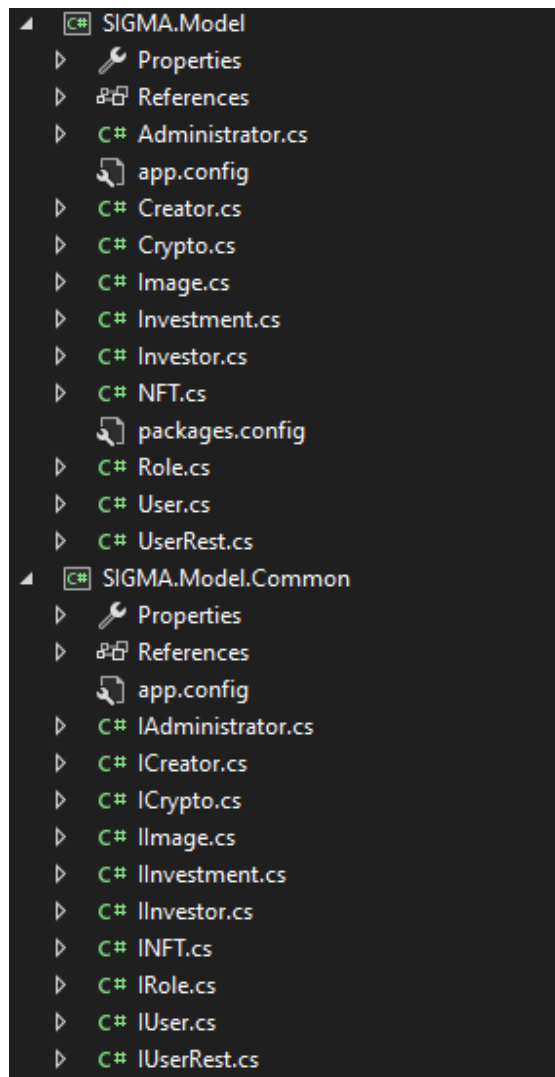 C# SIGMA.Model
Properties
References
C# Administrator.cs
app.config
C# Creator.cs
C# Crypto.cs
C# Image.cs
C# Investment.cs
C# Investor.cs
C# NFT.cs
packages.config
C# Role.cs
C# User.cs
C# UserRest.cs
C# SIGMA.Model.Common
Properties
References
app.config
C# IAdministrator.cs
C# ICreator.cs
C# ICrypto.cs
C# IImage.cs
C# IInvestment.cs
C# IInvestor.cs
C# INFT.cs
C# IRole.cs
C# IUser.cs
C# IUserRest.cs